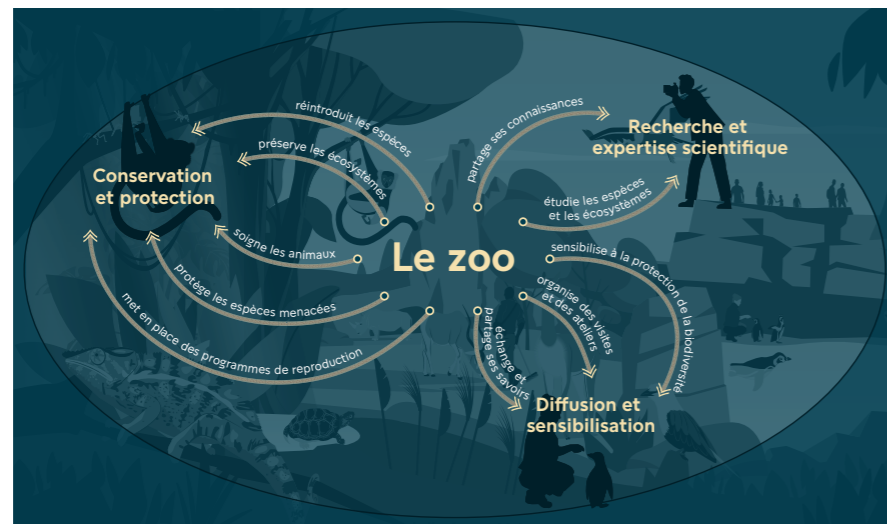 réintroduit les espèces
préserve les écosystèmes
Conservation
et protection
soigne les animaux
protège les espèces menacées
met en place des programmes de reproduction
Le zoo
partage ses connaissances
Recherche et
expertise scientifique
étudie les espèces
et les écosystèmes
sensibilise à la protection de la biodiversité
organise des visites
et des ateliers
échange et
partage ses savoirs
Diffusion et
sensibilisation